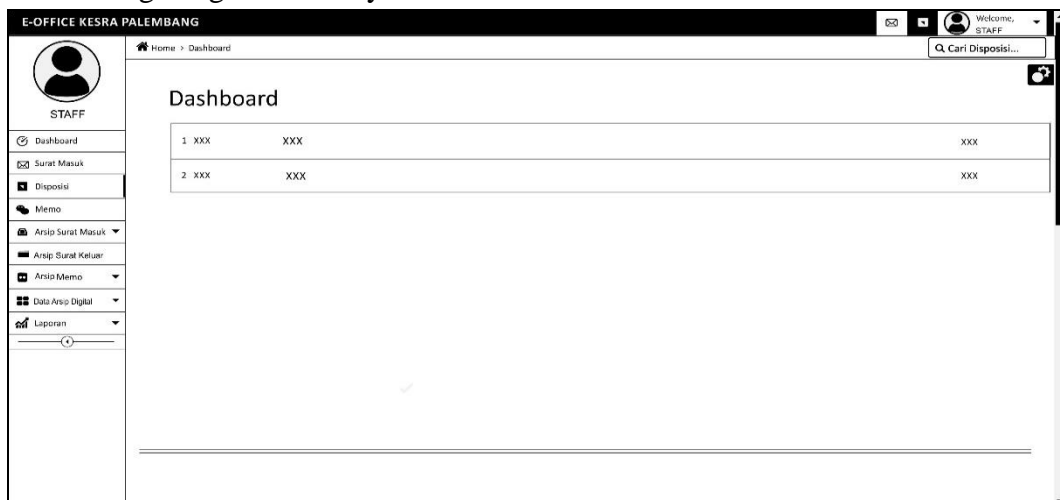 E-OFFICE KESRA PALEMBANG
Welcome,
STAFF
Home > Dashboard
Cari Disposisi...
STAFF
Dashboard
1 XXX XXX XXX
2 XXX XXX XXX
Dashboard
Surat Masuk
Disposisi
Memo
Arsip Surat Masuk
Arsip Surat Keluar
Arsip Memo
Data Arsip Digital
Laporan